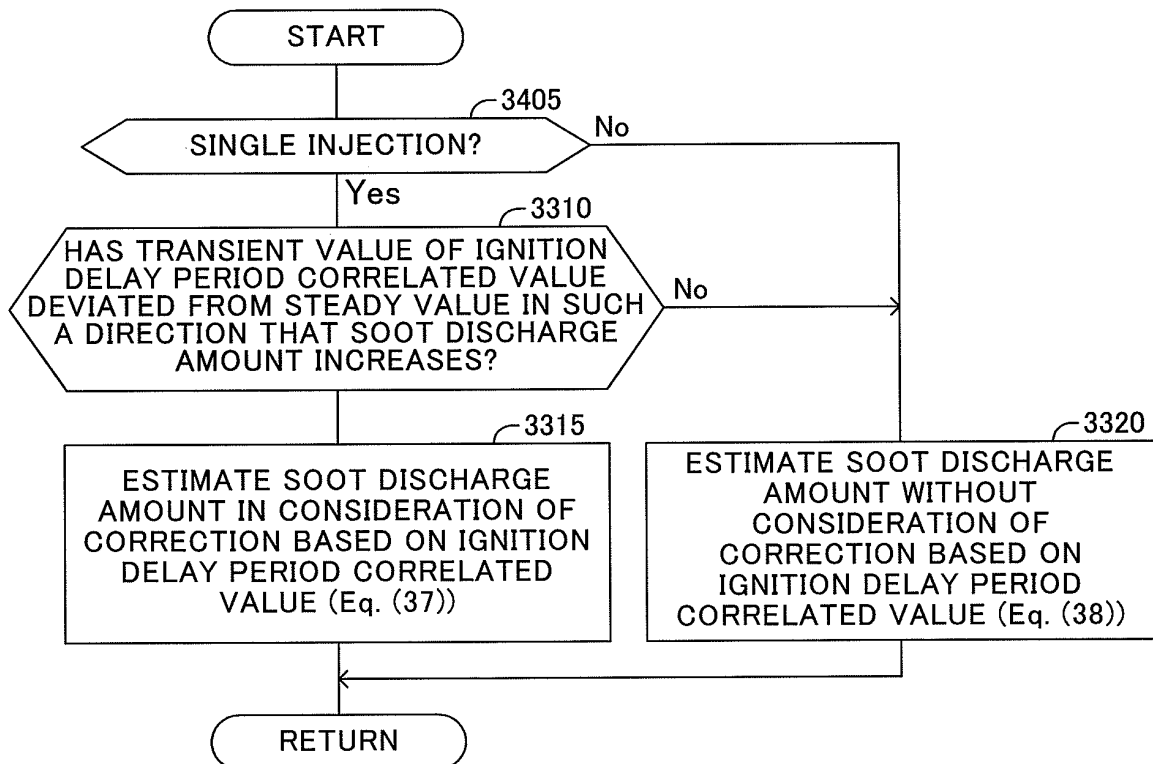 START
3405
SINGLE INJECTION?
No
Yes
3310
HAS TRANSIENT VALUE OF IGNITION
DELAY PERIOD CORRELATED VALUE
DEVIATED FROM STEADY VALUE IN SUCH
A DIRECTION THAT SOOT DISCHARGE
AMOUNT INCREASES?
No
3315
ESTIMATE SOOT DISCHARGE
AMOUNT IN CONSIDERATION OF
CORRECTION BASED ON IGNITION
DELAY PERIOD CORRELATED
VALUE (Eq. (37))
3320
ESTIMATE SOOT DISCHARGE
AMOUNT WITHOUT
CONSIDERATION OF
CORRECTION BASED ON
IGNITION DELAY PERIOD
CORRELATED VALUE (Eq. (38))
RETURN